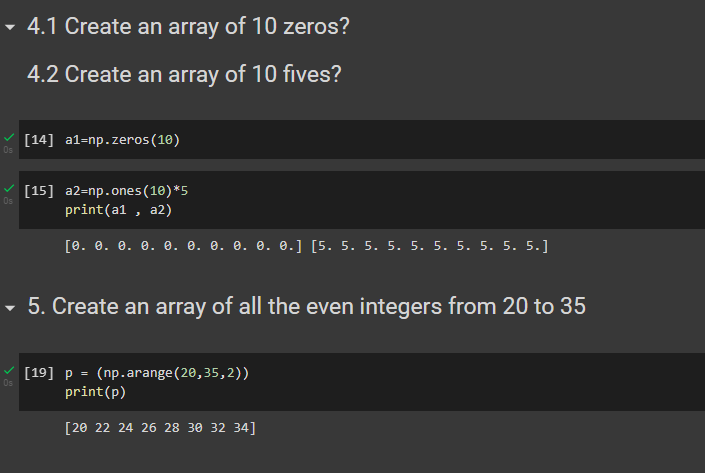 4.1 Create an array of 10 zeros?
4.2 Create an array of 10 fives?
[14] a1=np.zeros(10)
0s
[15] a2=np.ones(10)*5
0s
print(a1 , a2)
[0. 0. 0. 0. 0. 0. 0. 0. 0. 0.] [5. 5. 5. 5. 5. 5. 5. 5. 5. 5.]
5. Create an array of all the even integers from 20 to 35
[19] p = (np.arange(20,35,2))
0s
print(p)
[20 22 24 26 28 30 32 34]